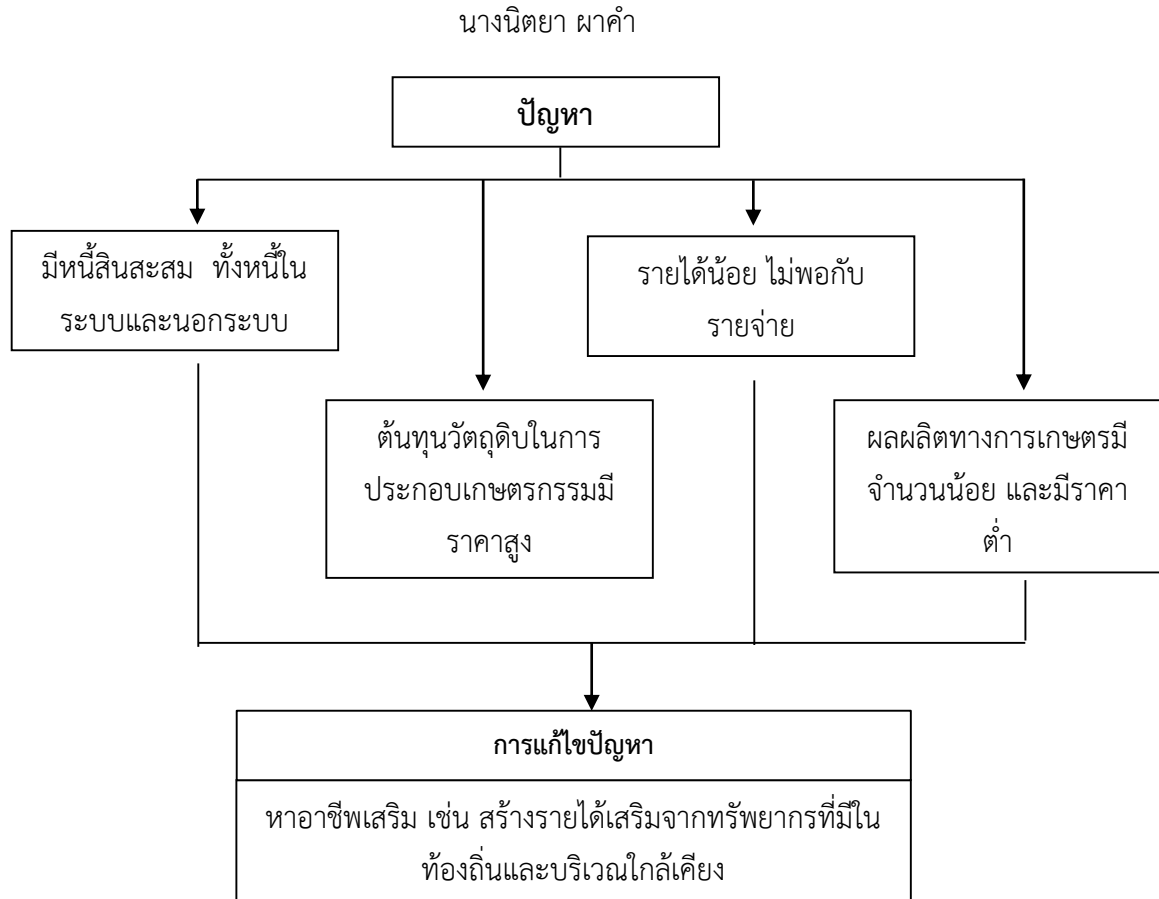 นางนิตยา ผาคำ
ปัญหา
มีหนี้สินสะสม ทั้งหนี้ใน
ระบบและนอกระบบ
รายได้น้อย ไม่พอกับ
รายจ่าย
ต้นทุนวัตถุดิบในการ
ประกอบเกษตรกรรมมี
ราคาสูง
ผลผลิตทางการเกษตรมี
จำนวนน้อย และมีราคา
ต่ำ
การแก้ไขปัญหา
หาอาชีพเสริม เช่น สร้างรายได้เสริมจากทรัพยากรที่มีใน
ท้องถิ่นและบริเวณใกล้เคียง